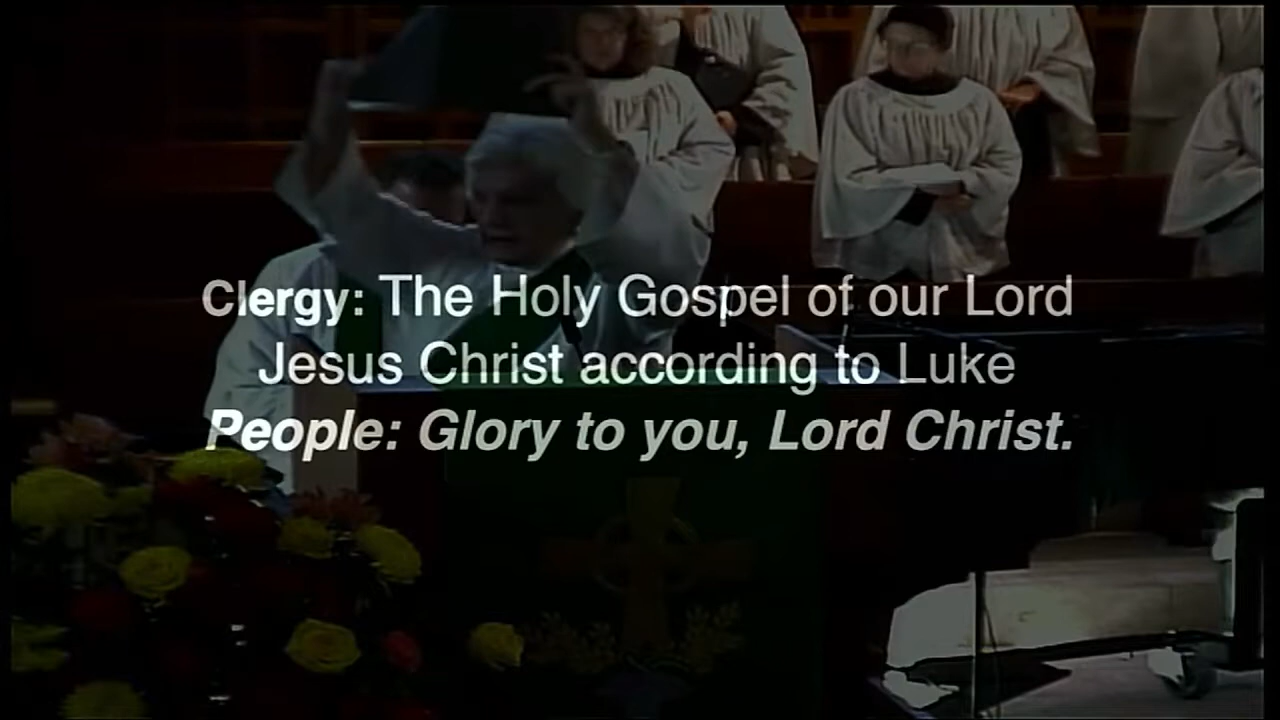 Clergy: The Holy Gospel of our Lord
Jesus Christ according to Luke
People: Glory to you, Lord Christ.